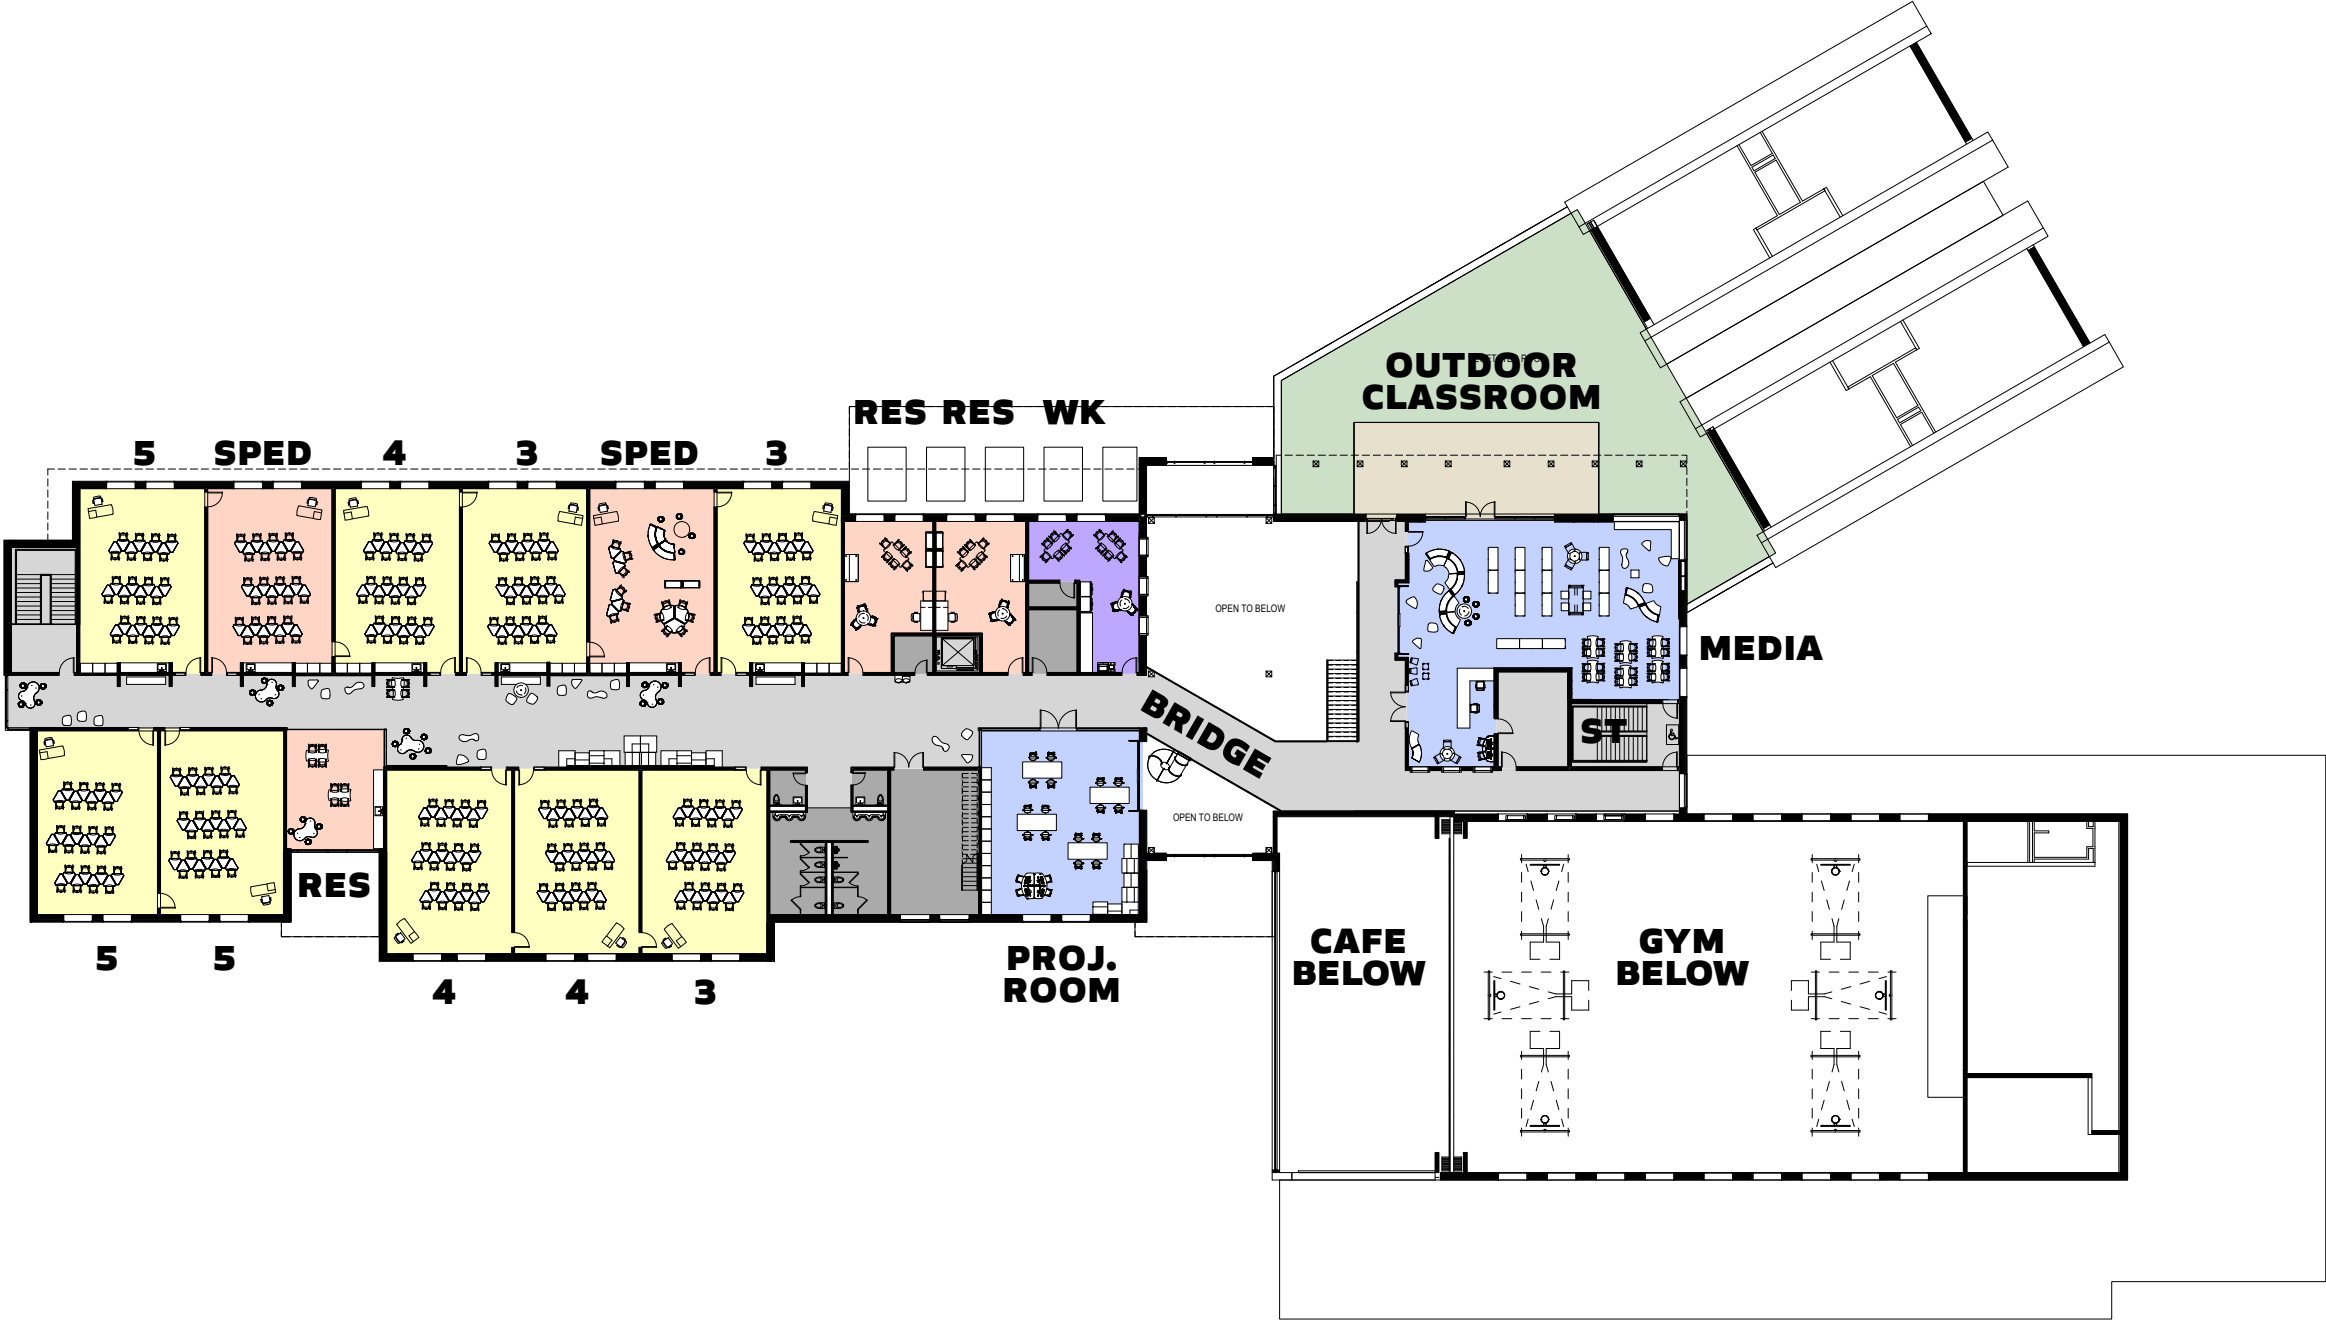 OUTDOOR
CLASSROOM
RES RES WK
5 SPED 4 3 SPED 3
OPEN TO BELOW
MEDIA
BRIDGE
ST
OPEN TO BELOW
RES
5 5
4 4 3
PROJ.
ROOM
CAFE
BELOW
GYM
BELOW